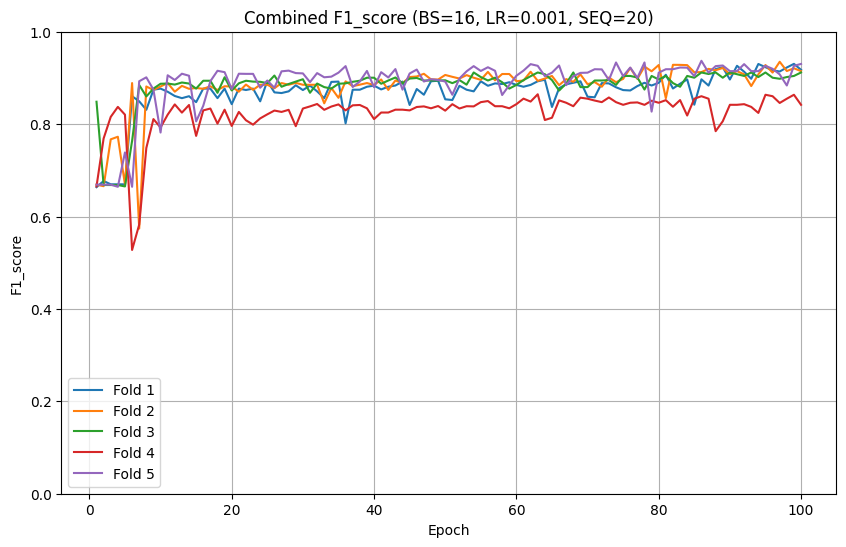 Combined F1_score (BS=16, LR=0.001, SEQ=20)
1.0
0.8
0.6
0.4
0.2
0.0
F1_score
Fold 1
Fold 2
Fold 3
Fold 4
Fold 5
0 20 40 60 80 100
Epoch